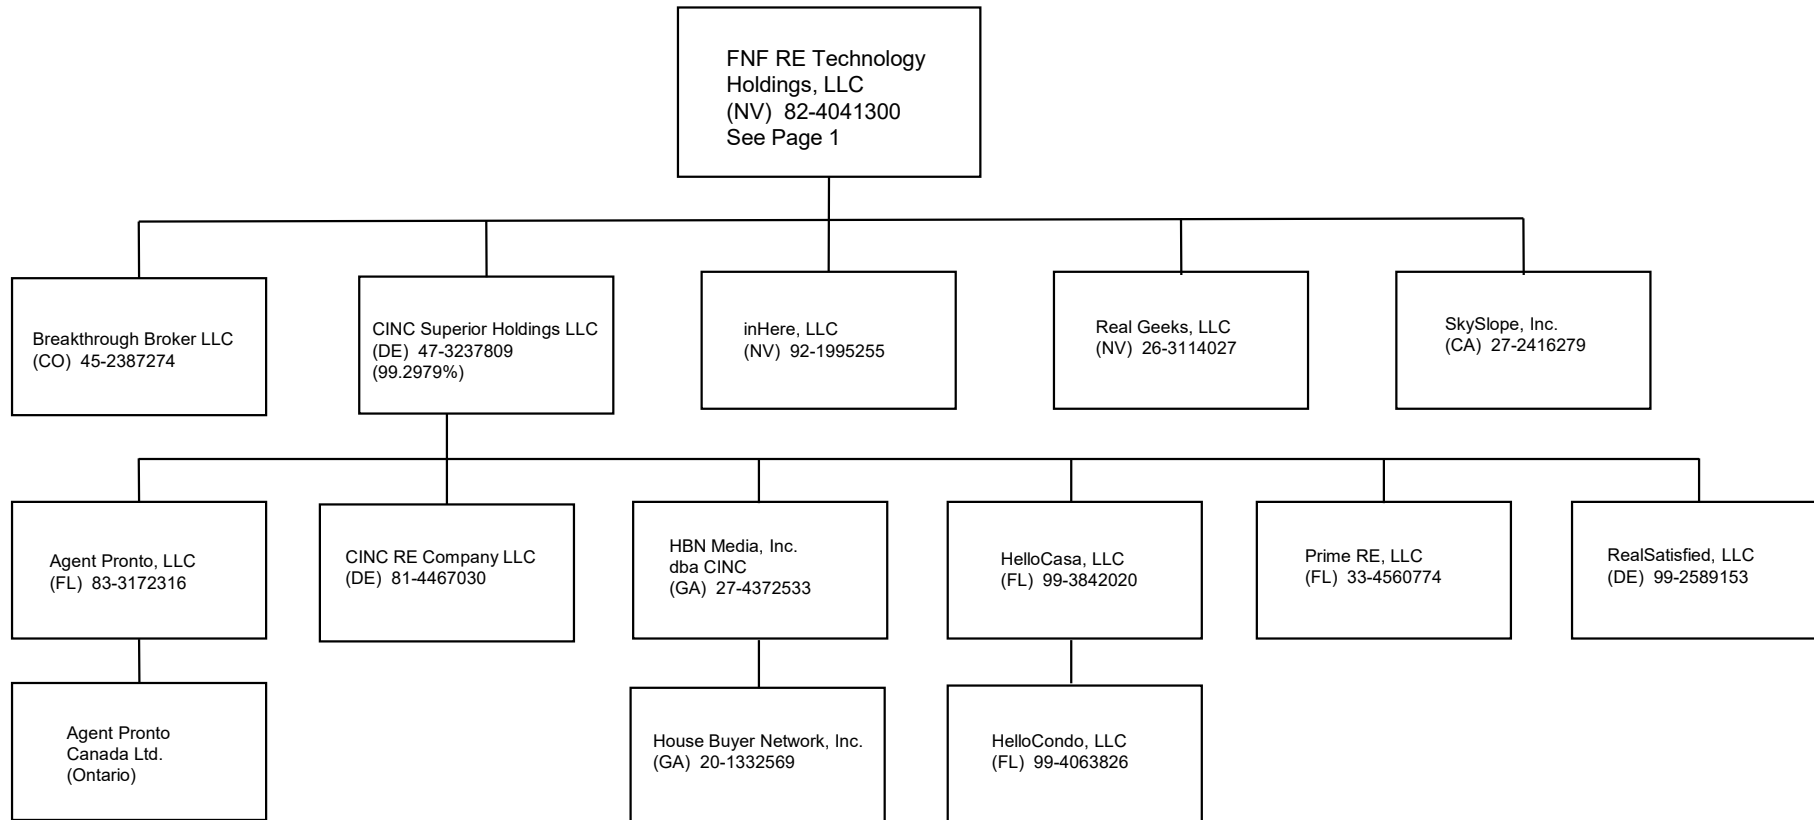 FNF RE Technology
Holdings, LLC
(NV) 82-4041300
See Page 1
Breakthrough Broker LLC
(CO) 45-2387274
CINC Superior Holdings LLC
(DE) 47-3237809
(99.2979%)
inHere, LLC
(NV) 92-1995255
Real Geeks, LLC
(NV) 26-3114027
SkySlope, Inc.
(CA) 27-2416279
Agent Pronto, LLC
(FL) 83-3172316
CINC RE Company LLC
(DE) 81-4467030
HBN Media, Inc.
dba CINC
(GA) 27-4372533
HelloCasa, LLC
(FL) 99-3842020
Prime RE, LLC
(FL) 33-4560774
RealSatisfied, LLC
(DE) 99-2589153
Agent Pronto
Canada Ltd.
(Ontario)
House Buyer Network, Inc.
(GA) 20-1332569
HelloCondo, LLC
(FL) 99-4063826